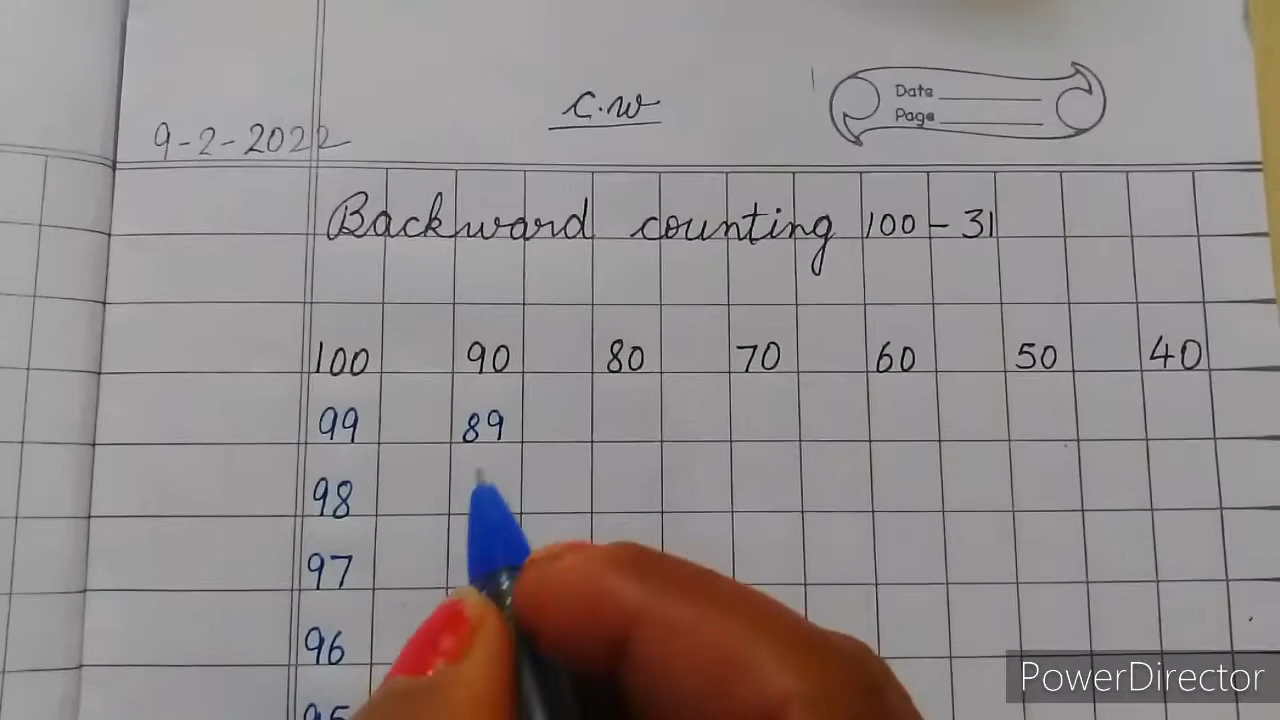 C.W
Date
Page
9-2-2022
Backward counting 100-31
100 90 80 70 60 50 40
99 89
98
97
96
95
PowerDirector